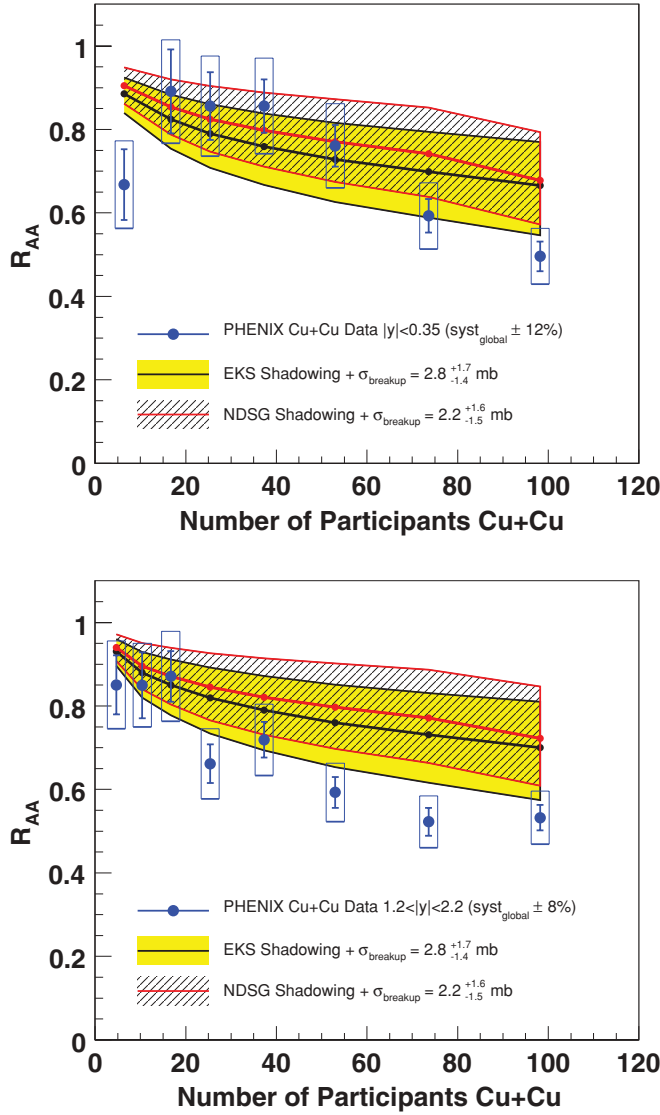 1
0.8
0.6
0.4
0.2
0
R_AA
PHENIX Cu+Cu Data |y|<0.35 (syst_global ± 12%)
EKS Shadowing + σ_breakup = 2.8 +1.7 -1.4 mb
NDSG Shadowing + σ_breakup = 2.2 +1.6 -1.5 mb
0 20 40 60 80 100 120
Number of Participants Cu+Cu
1
0.8
0.6
0.4
0.2
0
R_AA
PHENIX Cu+Cu Data 1.2<|y|<2.2 (syst_global ± 8%)
EKS Shadowing + σ_breakup = 2.8 +1.7 -1.4 mb
NDSG Shadowing + σ_breakup = 2.2 +1.6 -1.5 mb
0 20 40 60 80 100 120
Number of Participants Cu+Cu